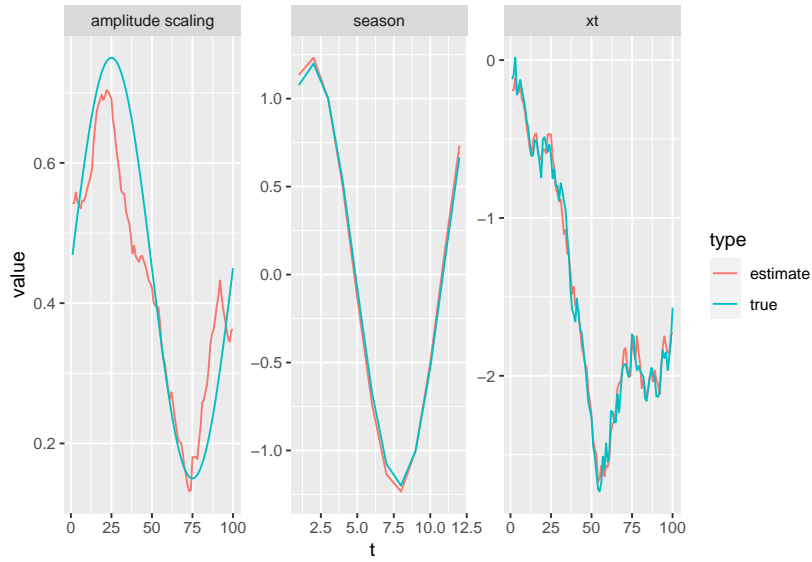 amplitude scaling season xt
value
0.6
0.4
0.2
1.0
0.5
0.0
−0.5
−1.0
0
−1
−2
0 25 50 75 100 2.5 5.0 7.5 10.0 12.5 0 25 50 75 100
t
type
estimate
true